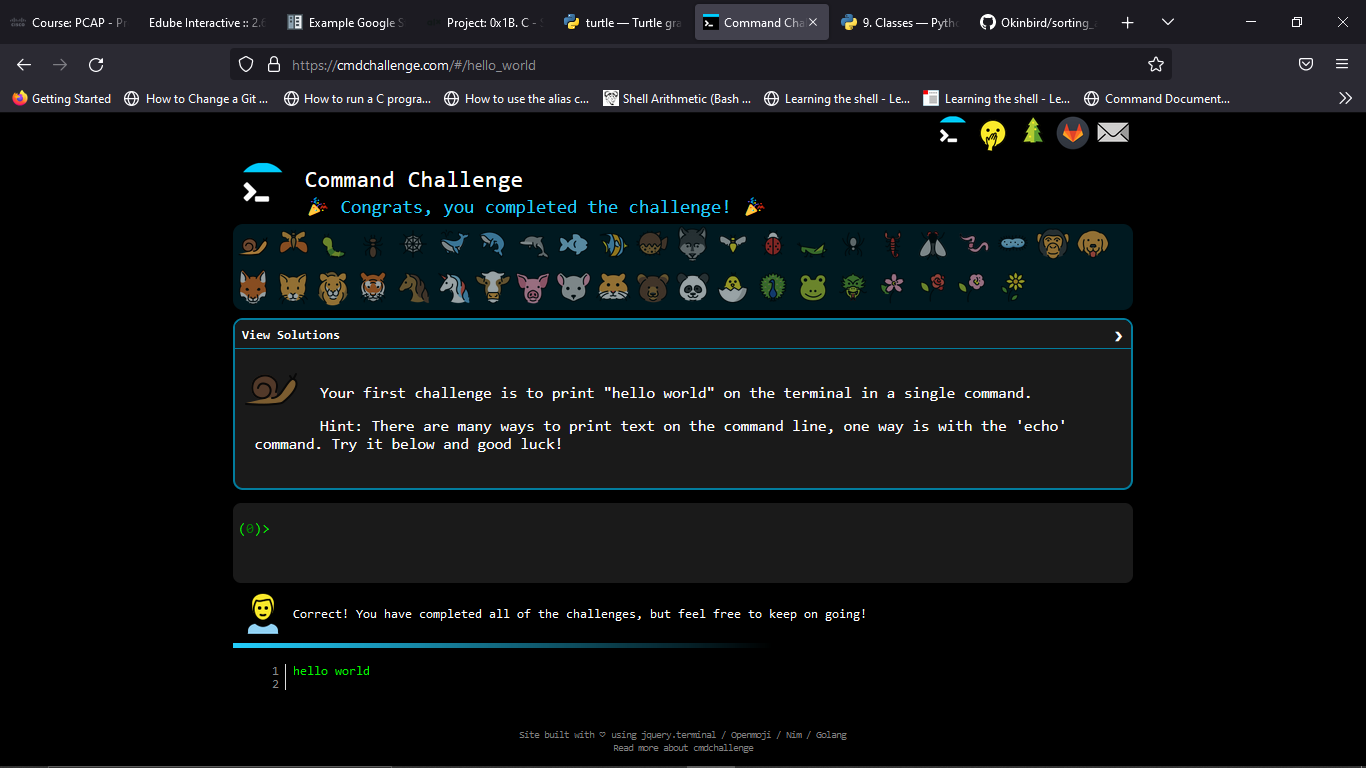 Course: PCAP - Pr
Edube Interactive :: 2.6
Example Google S
Project: 0x1B. C - S
turtle — Turtle gra
Command Cha
9. Classes — Pytho
Okinbird/sorting_a
https://cmdchallenge.com/#/hello_world
Getting Started
How to Change a Git ...
How to run a C progra...
How to use the alias c...
Shell Arithmetic (Bash ...
Learning the shell - Le...
Learning the shell - Le...
Command Document...
Command Challenge
Congrats, you completed the challenge!
View Solutions
Your first challenge is to print "hello world" on the terminal in a single command.
Hint: There are many ways to print text on the command line, one way is with the 'echo'
command. Try it below and good luck!
(0)>
Correct! You have completed all of the challenges, but feel free to keep on going!
1 hello world
2
Site built with ♡ using jquery.terminal / Openmoji / Nim / Golang
Read more about cmdchallenge